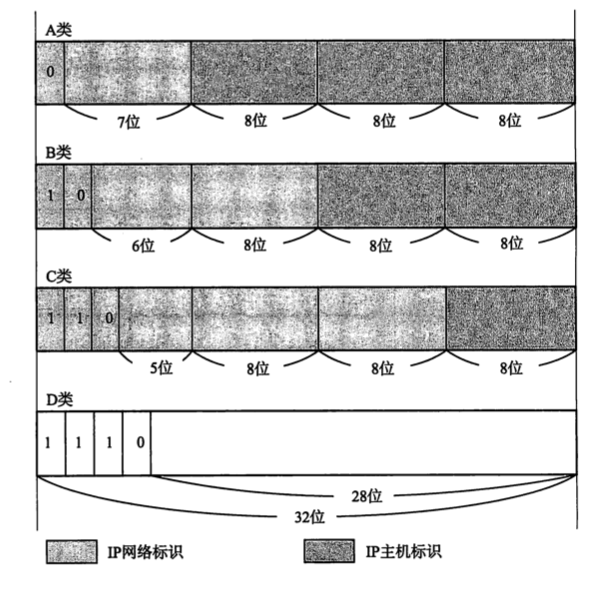 A类
0
7位 8位 8位 8位
B类
1 0
6位 8位 8位 8位
C类
1 1 0
5位 8位 8位 8位
D类
1 1 1 0
28位
32位
IP网络标识 IP主机标识